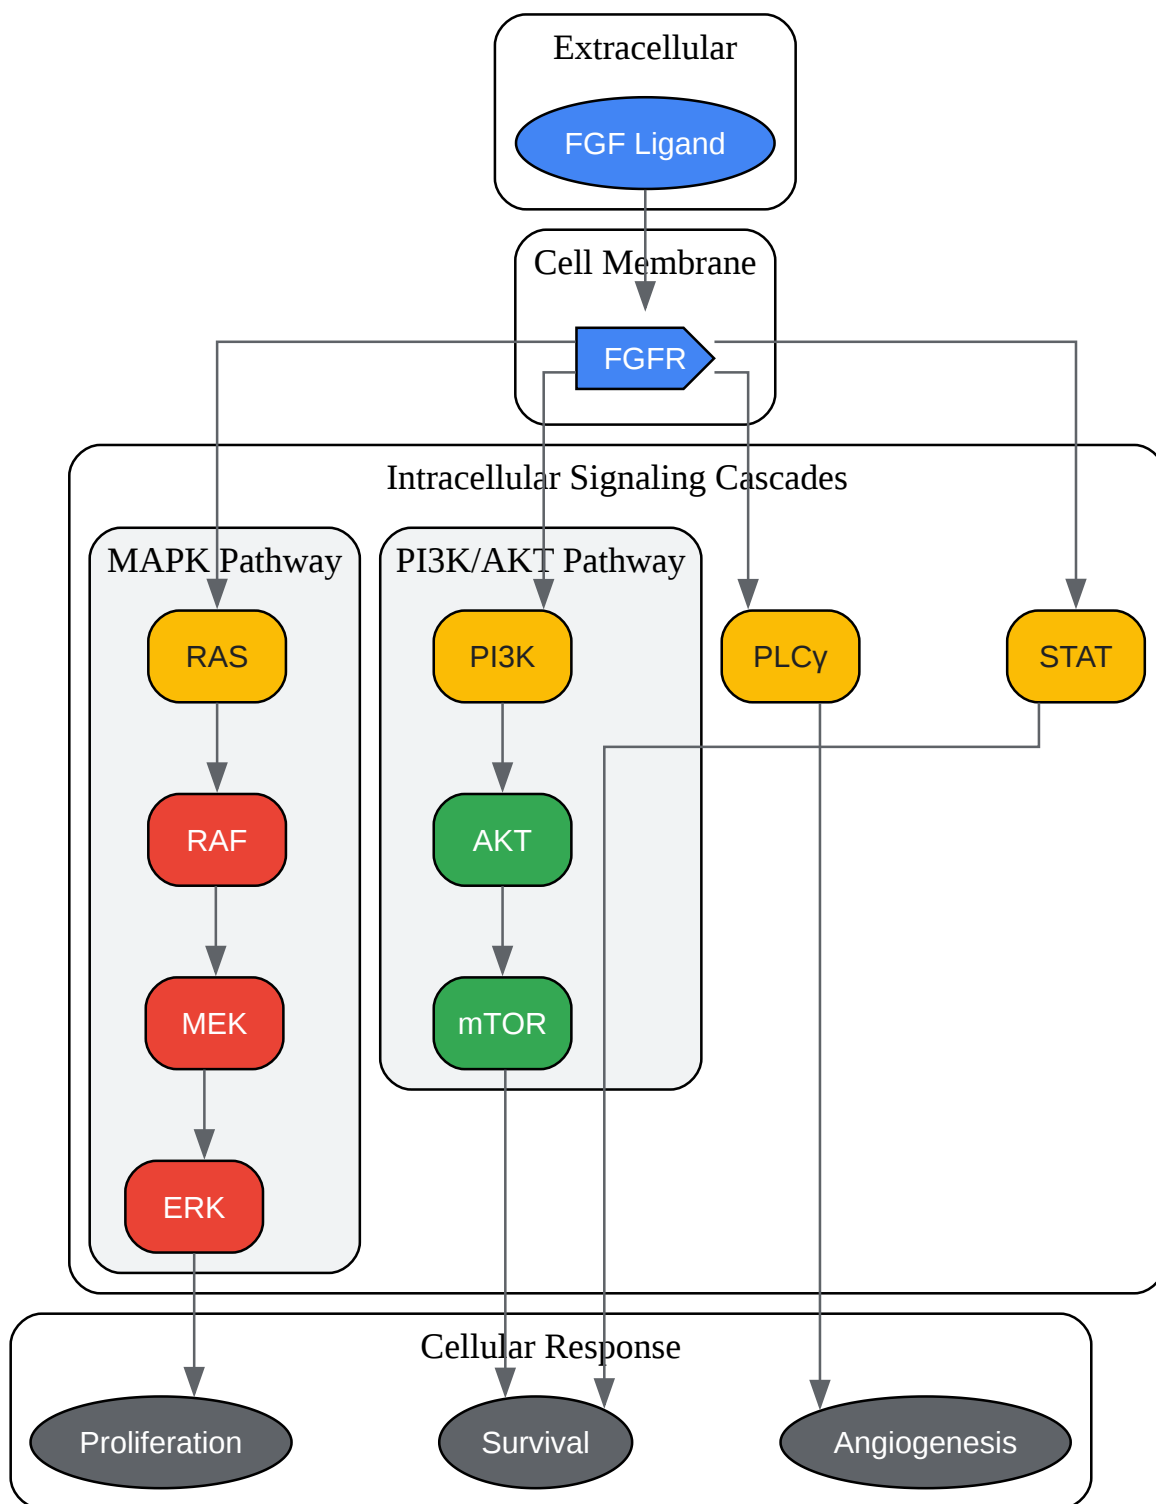 Extracellular
FGF Ligand
Cell Membrane
FGFR
Intracellular Signaling Cascades
MAPK Pathway
PI3K/AKT Pathway
RAS
PI3K
PLCγ
STAT
RAF
AKT
MEK
mTOR
ERK
Cellular Response
Proliferation
Survival
Angiogenesis